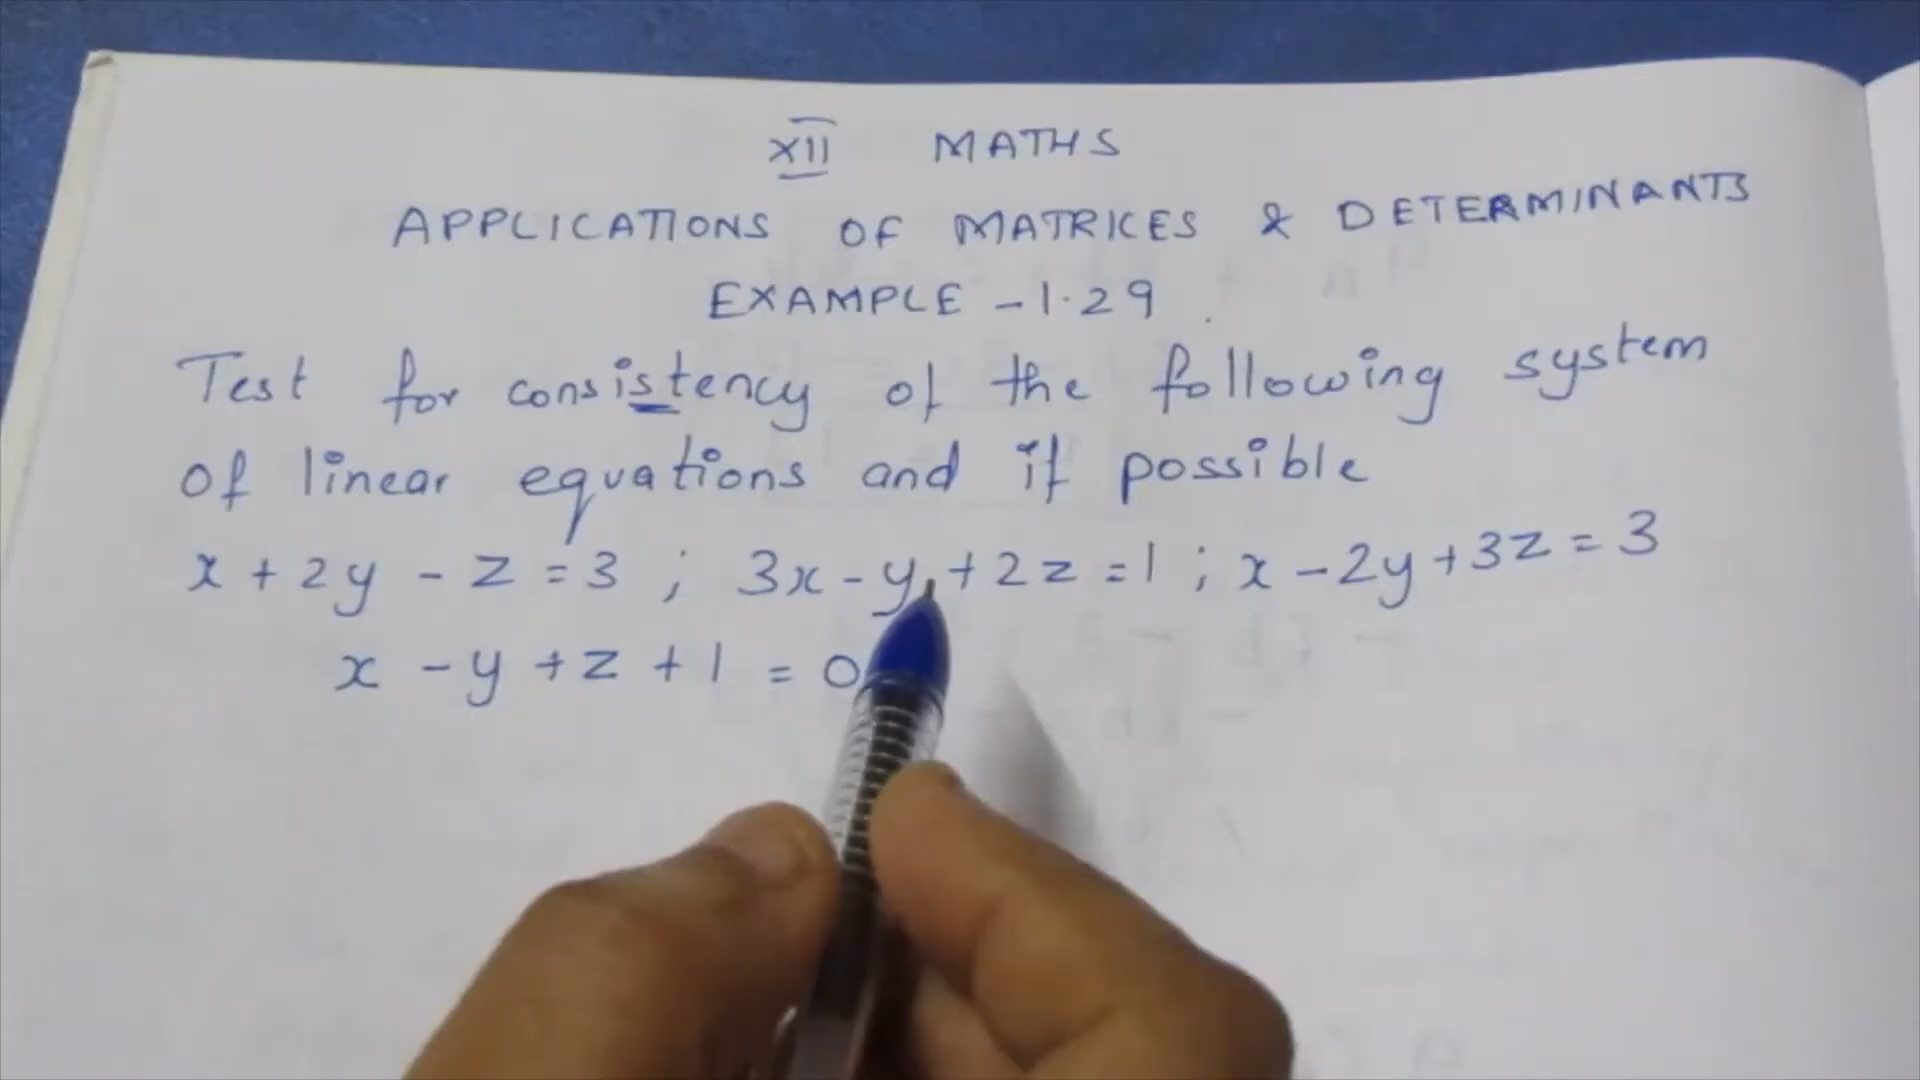 XII MATHS
APPLICATIONS OF MATRICES & DETERMINANTS
EXAMPLE - 1.29
Test for consistency of the following system
of linear equations and if possible
x + 2y - z = 3 ; 3x - y + 2z = 1 ; x - 2y + 3z = 3
x - y + z + 1 = 0